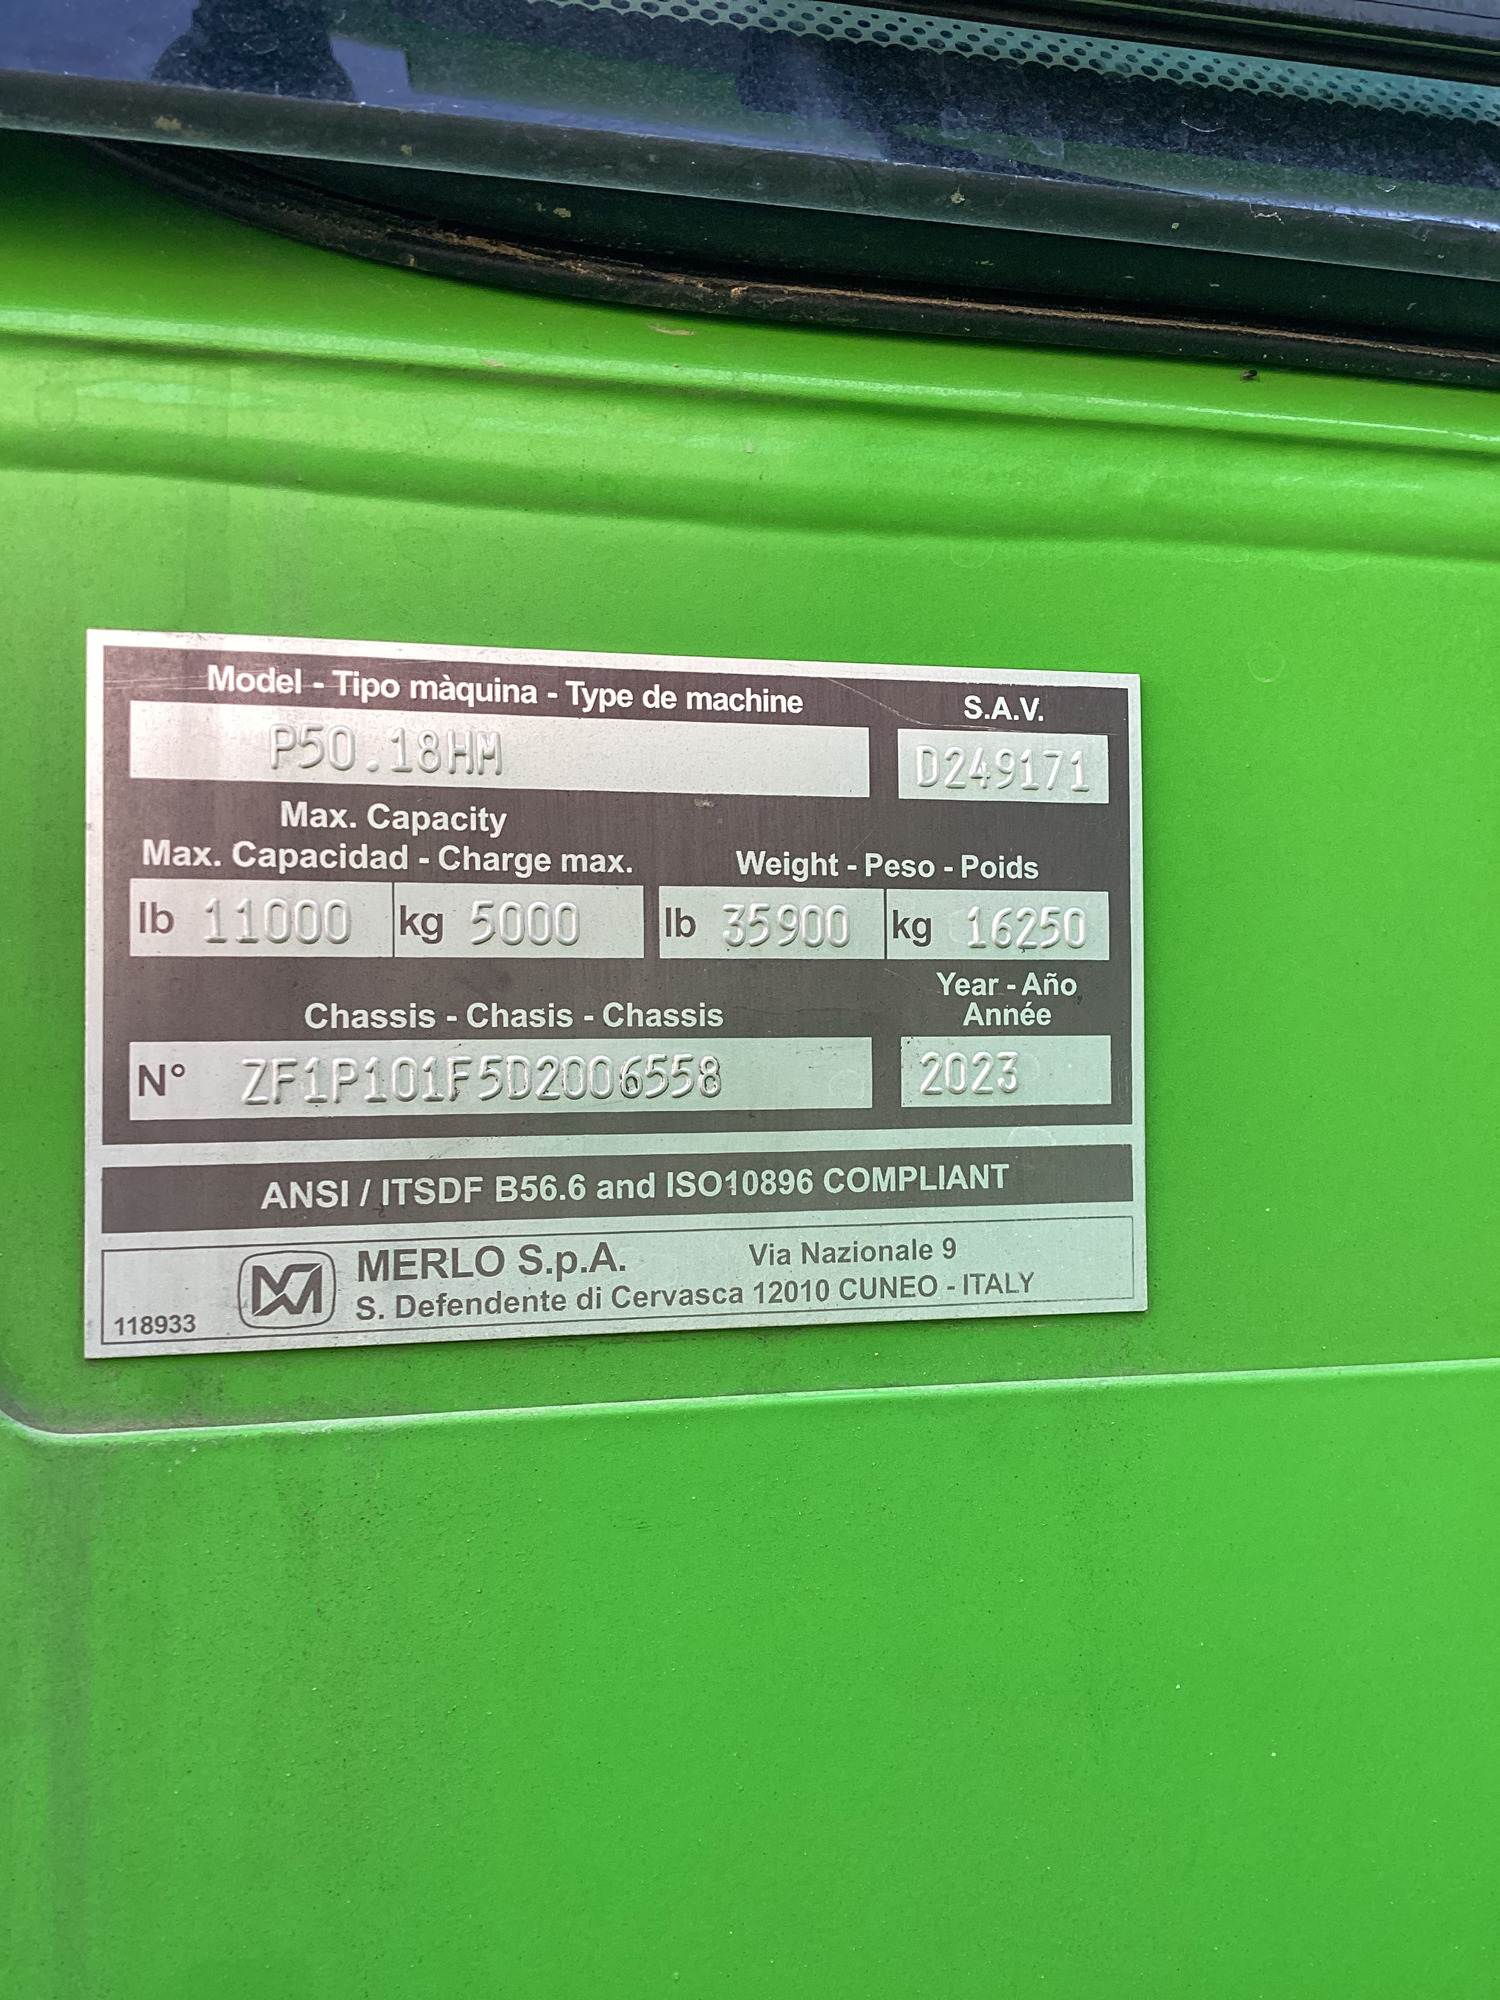 Model - Tipo màquina - Type de machine
S.A.V.
P50.18HM
D249171
Max. Capacity
Max. Capacidad - Charge max.
Weight - Peso - Poids
lb 11000 kg 5000
lb 35900 kg 16250
Chassis - Chasis - Chassis
Year - Año
Année
N° ZF1P101F5D2006558
2023
ANSI / ITSDF B56.6 and ISO10896 COMPLIANT
MERLO S.p.A. Via Nazionale 9
S. Defendente di Cervasca 12010 CUNEO - ITALY
118933